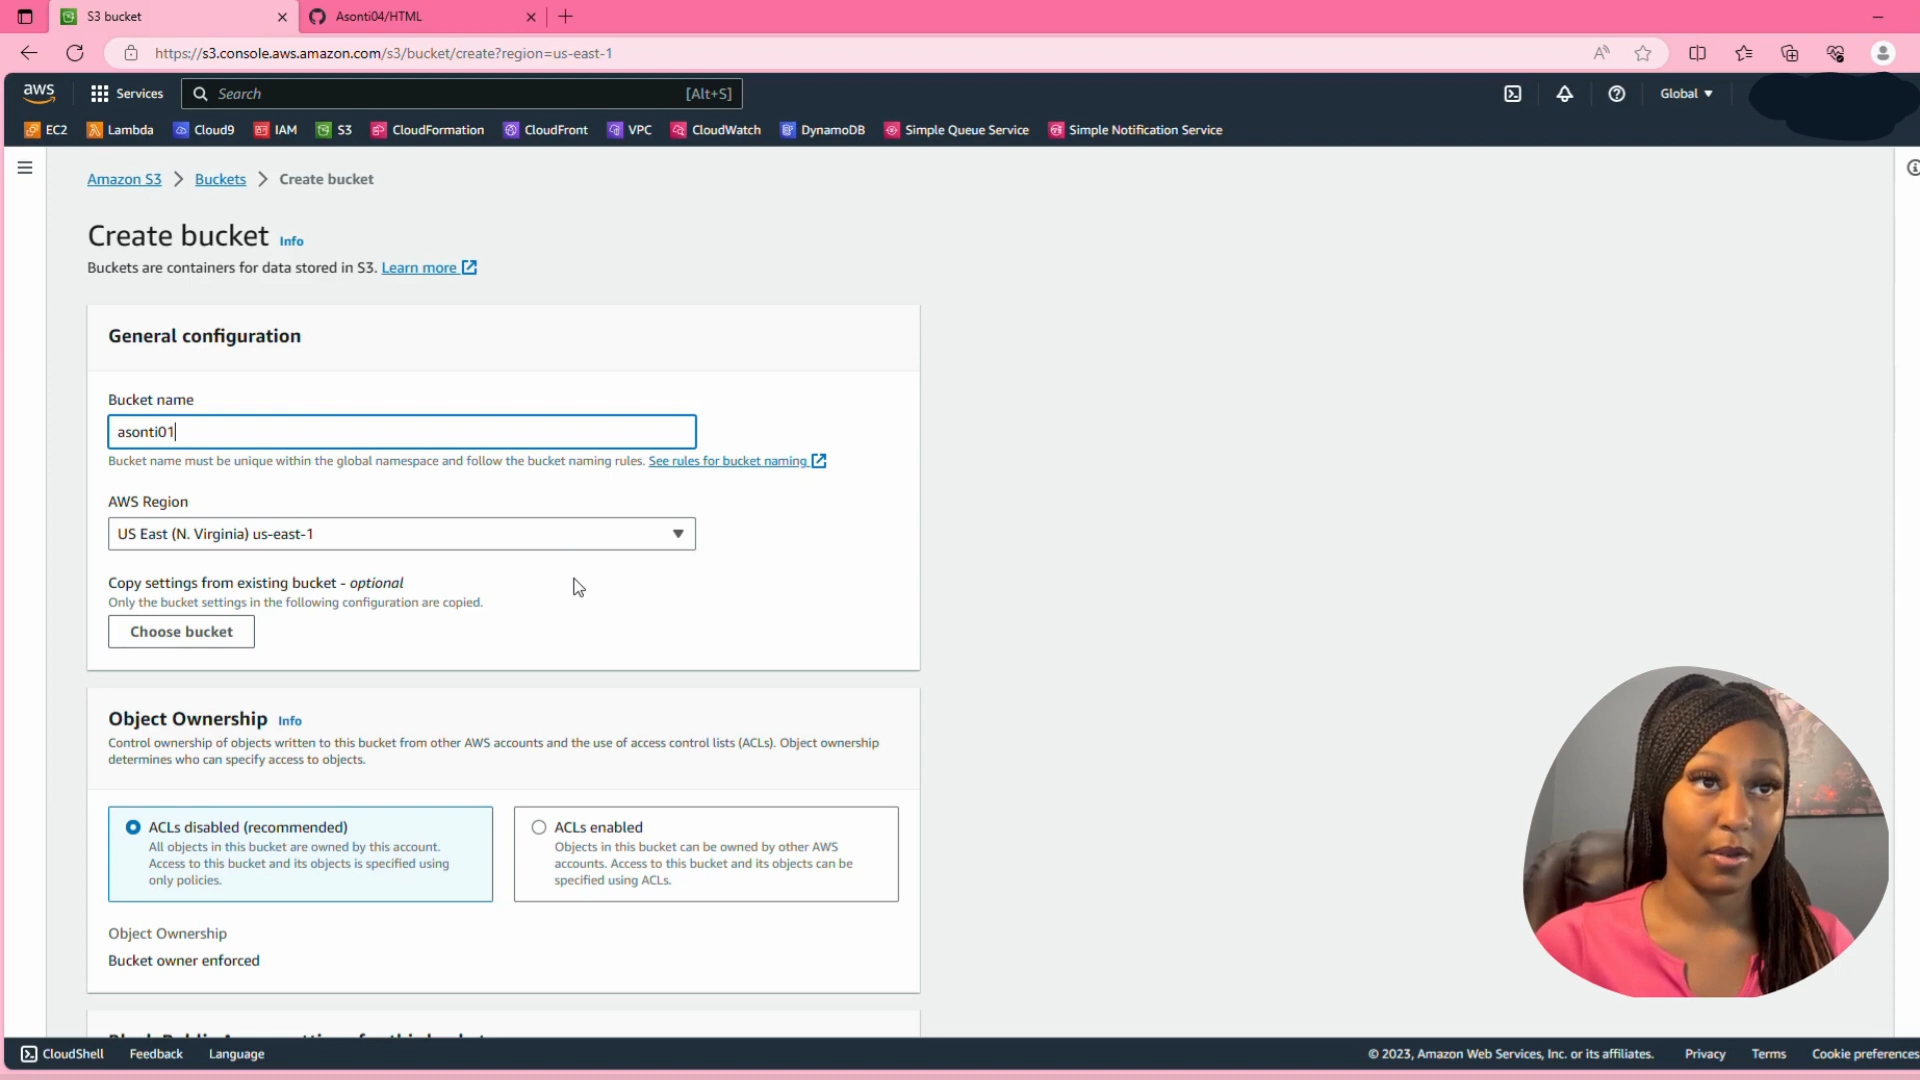 S3 bucket
Asonti04/HTML
https://s3.console.aws.amazon.com/s3/bucket/create?region=us-east-1
aws
Services
Search
[Alt+S]
Global
EC2
Lambda
Cloud9
IAM
S3
CloudFormation
CloudFront
VPC
CloudWatch
DynamoDB
Simple Queue Service
Simple Notification Service
Amazon S3
Buckets
Create bucket
Create bucket Info
Buckets are containers for data stored in S3. Learn more
General configuration
Bucket name
asonti01
Bucket name must be unique within the global namespace and follow the bucket naming rules. See rules for bucket naming
AWS Region
US East (N. Virginia) us-east-1
Copy settings from existing bucket - optional
Only the bucket settings in the following configuration are copied.
Choose bucket
Object Ownership Info
Control ownership of objects written to this bucket from other AWS accounts and the use of access control lists (ACLs). Object ownership
determines who can specify access to objects.
ACLs disabled (recommended)
All objects in this bucket are owned by this account.
Access to this bucket and its objects is specified using
only policies.
ACLs enabled
Objects in this bucket can be owned by other AWS
accounts. Access to this bucket and its objects can be
specified using ACLs.
Object Ownership
Bucket owner enforced
CloudShell
Feedback
Language
© 2023, Amazon Web Services, Inc. or its affiliates.
Privacy
Terms
Cookie preferences